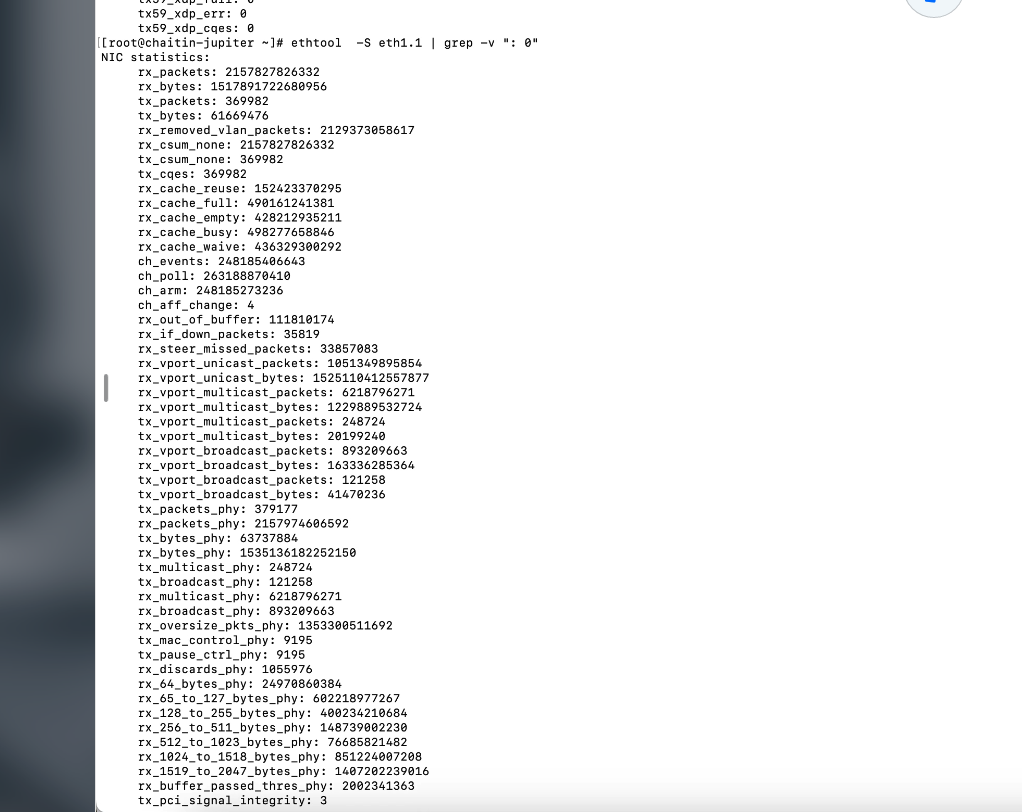 tx59_xdp_full: 0
tx59_xdp_err: 0
tx59_xdp_cqes: 0
[[root@chaitin-jupiter ~]# ethtool  -S eth1.1 | grep -v ": 0"
NIC statistics:
rx_packets: 2157827826332
rx_bytes: 1517891722680956
tx_packets: 369982
tx_bytes: 61669476
rx_removed_vlan_packets: 2129373058617
rx_csum_none: 2157827826332
tx_csum_none: 369982
tx_cqes: 369982
rx_cache_reuse: 152423370295
rx_cache_full: 490161241381
rx_cache_empty: 428212935211
rx_cache_busy: 498277658846
rx_cache_waive: 436329300292
ch_events: 248185406643
ch_poll: 263188870410
ch_arm: 248185273236
ch_aff_change: 4
rx_out_of_buffer: 111810174
rx_if_down_packets: 35819
rx_steer_missed_packets: 33857083
rx_vport_unicast_packets: 1051349895854
rx_vport_unicast_bytes: 1525110412557877
rx_vport_multicast_packets: 6218796271
rx_vport_multicast_bytes: 1229889532724
tx_vport_multicast_packets: 248724
tx_vport_multicast_bytes: 20199240
rx_vport_broadcast_packets: 893209663
rx_vport_broadcast_bytes: 163336285364
tx_vport_broadcast_packets: 121258
tx_vport_broadcast_bytes: 41470236
tx_packets_phy: 379177
rx_packets_phy: 2157974606592
tx_bytes_phy: 63737884
rx_bytes_phy: 1535136182252150
tx_multicast_phy: 248724
tx_broadcast_phy: 121258
rx_multicast_phy: 6218796271
rx_broadcast_phy: 893209663
rx_oversize_pkts_phy: 1353300511692
tx_mac_control_phy: 9195
tx_pause_ctrl_phy: 9195
rx_discards_phy: 1055976
rx_64_bytes_phy: 24970860384
rx_65_to_127_bytes_phy: 602218977267
rx_128_to_255_bytes_phy: 400234210684
rx_256_to_511_bytes_phy: 148739002230
rx_512_to_1023_bytes_phy: 76685821482
rx_1024_to_1518_bytes_phy: 851224007208
rx_1519_to_2047_bytes_phy: 1407202239016
rx_buffer_passed_thres_phy: 2002341363
tx_pci_signal_integrity: 3